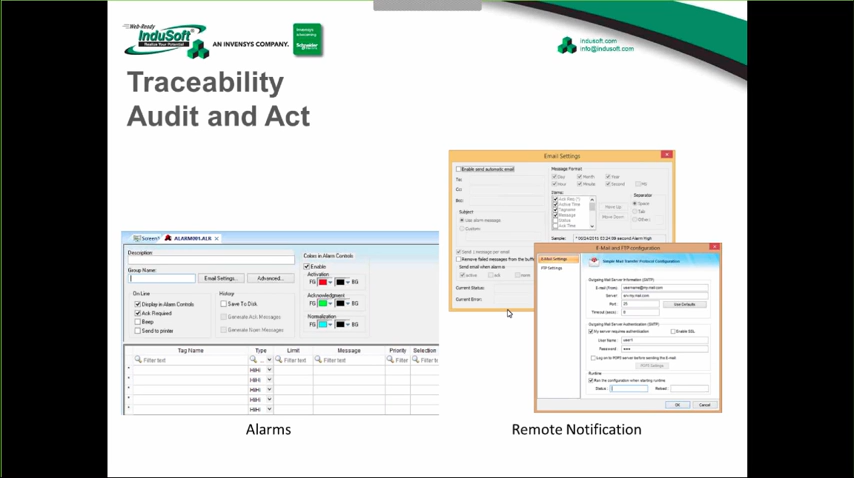 Web-Ready
InduSoft
Realize Your Potential
AN INVENSYS COMPANY.
Schneider
indusoft.com
info@indusoft.com
Traceability
Audit and Act
ALARM001.ALR
Description:
Group Name:
Email Settings...
Advanced...
On Line
Display in Alarm Controls
Ack Required
Beep
Send to printer
History
Save To Disk
Generate Ack Messages
Generate Norm Messages
Colors in Alarm Controls
Enable
Activation
FG BG
Acknowledgment
FG BG
Normalization
FG BG
Tag Name Type Limit Message Priority Selection
Filter text Filter text Filter text Filter Filter text
HiHi
HiHi
HiHi
HiHi
HiHi
Email Settings
Enable send automatic email
To:
Cc:
Bcc:
Subject
Use alarm message
Custom:
Send 1 message per email
Remove failed messages from the buffer
Send email when alarm is
active ack norm
Current Status:
Current Error:
Message Format:
Day Month Year
Hour Minute Second MS
Items:
Active Time
Tagname
Message
Status
Ack Time
Move Up
Move Down
Separator
Space
Tab
Other:
Sample:
E-Mail and FTP configuration
E-Mail Settings
FTP Settings
Simple Mail Transfer Protocol Configuration
Outgoing Mail Server Information (SMTP)
E-mail (From): username@my-mail.com
Server: srv.my-mail.com
Port: 25
Use Defaults
Timeout (secs): 0
Outgoing Mail Server Authentication (SMTP)
My server requires authentication
Enable SSL
User Name: user1
Password:
Log on to POP3 server before sending the E-mail
POP3 Settings
Runtime
Run the configuration when starting runtime
Status:
Reload:
OK Cancel
Alarms
Remote Notification